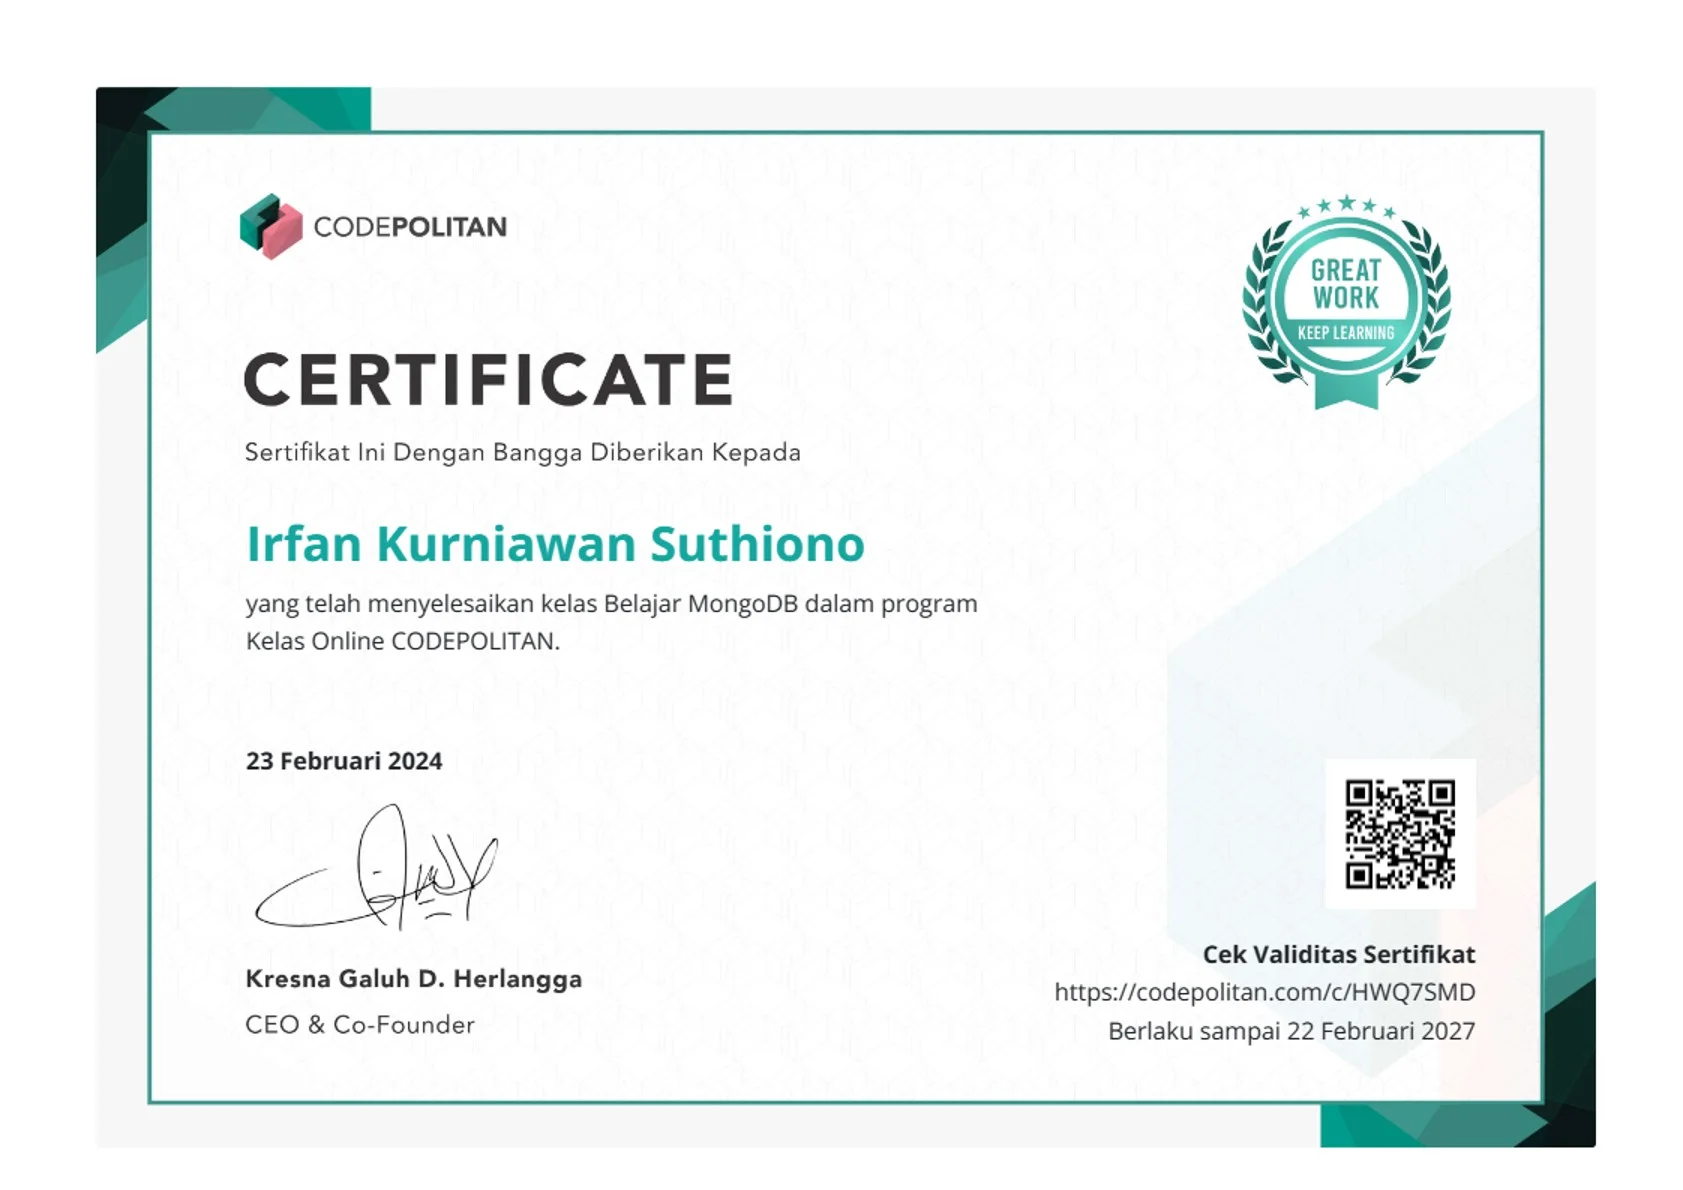 CODEPOLITAN
GREAT
WORK
KEEP LEARNING
CERTIFICATE
Sertifikat Ini Dengan Bangga Diberikan Kepada
Irfan Kurniawan Suthiono
yang telah menyelesaikan kelas Belajar MongoDB dalam program
Kelas Online CODEPOLITAN.
23 Februari 2024
Kresna Galuh D. Herlangga
CEO & Co-Founder
Cek Validitas Sertifikat
https://codepolitan.com/c/HWQ7SMD
Berlaku sampai 22 Februari 2027